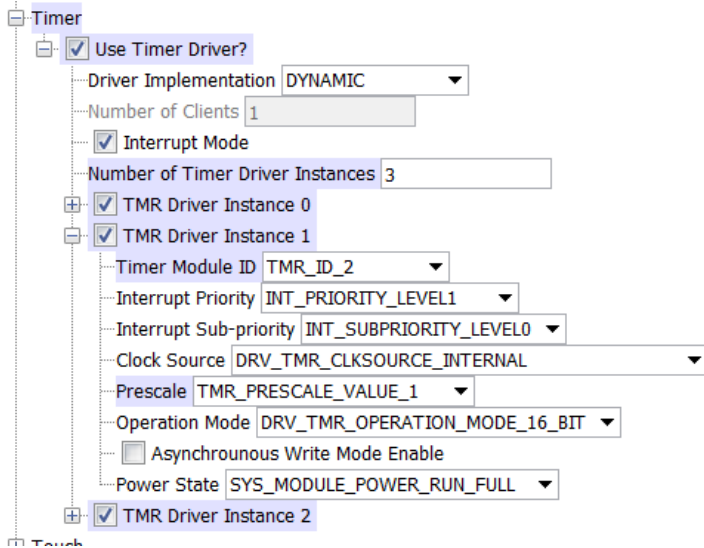 Timer
Use Timer Driver?
Driver Implementation DYNAMIC
Number of Clients 1
Interrupt Mode
Number of Timer Driver Instances 3
TMR Driver Instance 0
TMR Driver Instance 1
Timer Module ID TMR_ID_2
Interrupt Priority INT_PRIORITY_LEVEL1
Interrupt Sub-priority INT_SUBPRIORITY_LEVEL0
Clock Source DRV_TMR_CLKSOURCE_INTERNAL
Prescale TMR_PRESCALE_VALUE_1
Operation Mode DRV_TMR_OPERATION_MODE_16_BIT
Asynchrounous Write Mode Enable
Power State SYS_MODULE_POWER_RUN_FULL
TMR Driver Instance 2
Touch